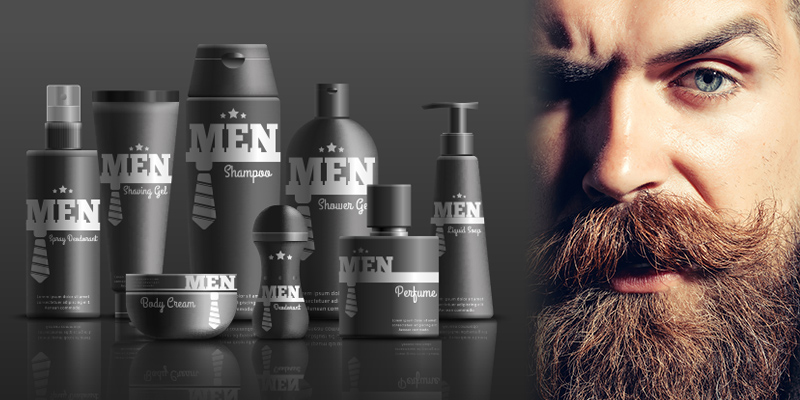 MEN
Spray Deodorant
MEN
Shaving Gel
MEN
Shampoo
MEN
Shower Ge
MEN
Liquid Soap
MEN
Body Cream
MEN
Deodorant
MEN
Perfume